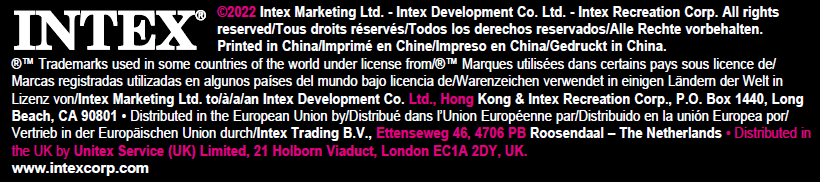 INTEX® ©2022 Intex Marketing Ltd. - Intex Development Co. Ltd. - Intex Recreation Corp. All rights
reserved/Tous droits réservés/Todos los derechos reservados/Alle Rechte vorbehalten.
Printed in China/Imprimé en Chine/Impreso en China/Gedruckt in China.
®™ Trademarks used in some countries of the world under license from/®™ Marques utilisées dans certains pays sous licence de/
Marcas registradas utilizadas en algunos países del mundo bajo licencia de/Warenzeichen verwendet in einigen Ländern der Welt in
Lizenz von/Intex Marketing Ltd. to/à/a/an Intex Development Co. Ltd., Hong Kong & Intex Recreation Corp., P.O. Box 1440, Long
Beach, CA 90801 • Distributed in the European Union by/Distribué dans l'Union Européenne par/Distribuido en la unión Europea por/
Vertrieb in der Europäischen Union durch/Intex Trading B.V., Ettenseweg 46, 4706 PB Roosendaal – The Netherlands • Distributed in
the UK by Unitex Service (UK) Limited, 21 Holborn Viaduct, London EC1A 2DY, UK.
www.intexcorp.com